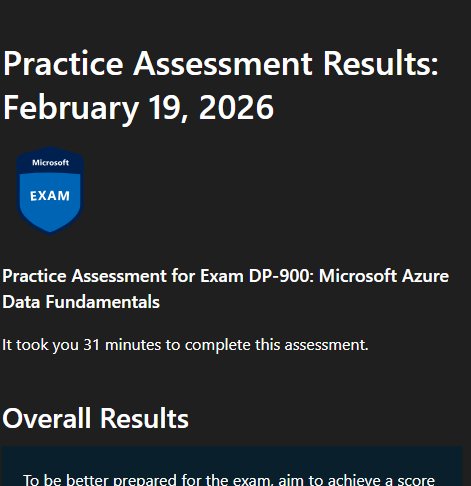 Practice Assessment Results:
February 19, 2026
Microsoft
EXAM
Practice Assessment for Exam DP-900: Microsoft Azure
Data Fundamentals
It took you 31 minutes to complete this assessment.
Overall Results
To be better prepared for the exam, aim to achieve a score